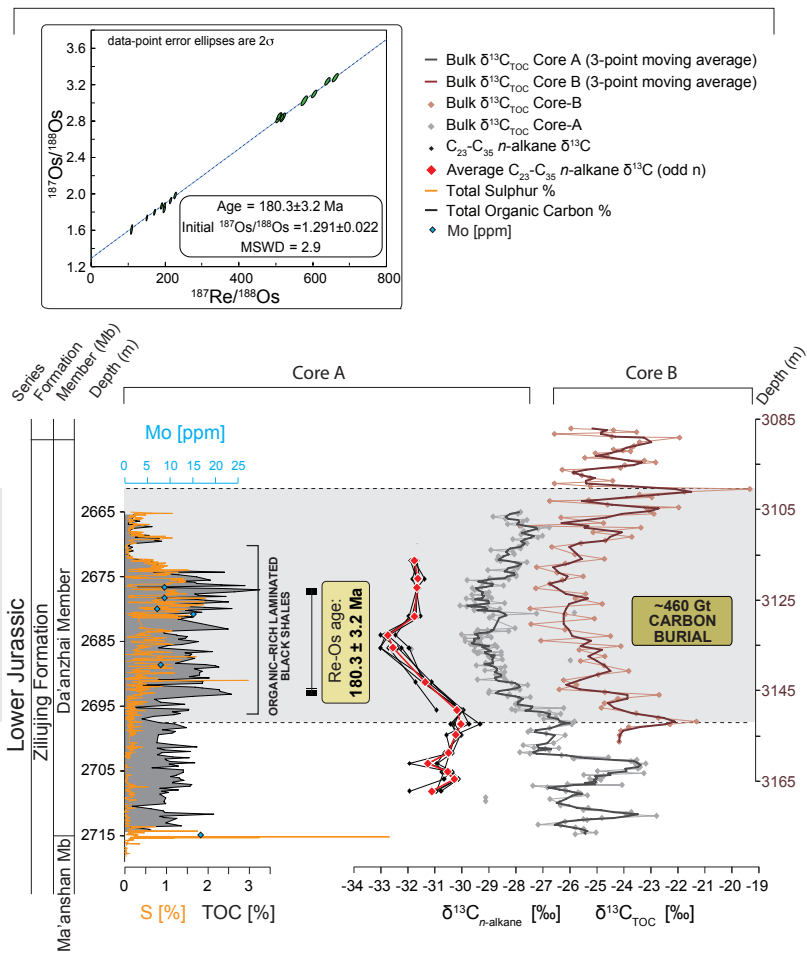 data-point error ellipses are 2σ
3.6
3.2
2.8
2.4
2.0
1.6
1.2
187Os/188Os
Age = 180.3±3.2 Ma
Initial 187Os/188Os =1.291±0.022
MSWD = 2.9
0 200 400 600 800
187Re/188Os
Bulk δ13CTOC Core A (3-point moving average)
Bulk δ13CTOC Core B (3-point moving average)
Bulk δ13CTOC Core-B
Bulk δ13CTOC Core-A
C23-C35 n-alkane δ13C
Average C23-C35 n-alkane δ13C (odd n)
Total Sulphur %
Total Organic Carbon %
Mo [ppm]
Series
Formation
Member (Mb)
Depth (m)
Core A
Core B
Depth (m)
Mo [ppm]
0 5 10 15 20 25
2665
2675
2685
2695
2705
2715
3085
3105
3125
3145
3165
Lower Jurassic
Ziliujing Formation
Da'anzhai Member
Ma'anshan Mb
ORGANIC–RICH LAMINATED
BLACK SHALES
Re-Os age:
180.3 ± 3.2 Ma
~460 Gt
CARBON
BURIAL
0 1 2 3
S [%] TOC [%]
-34 -33 -32 -31 -30 -29 -28 -27 -26 -25 -24 -23 -22 -21 -20 -19
δ13Cn-alkane [‰] δ13CTOC [‰]